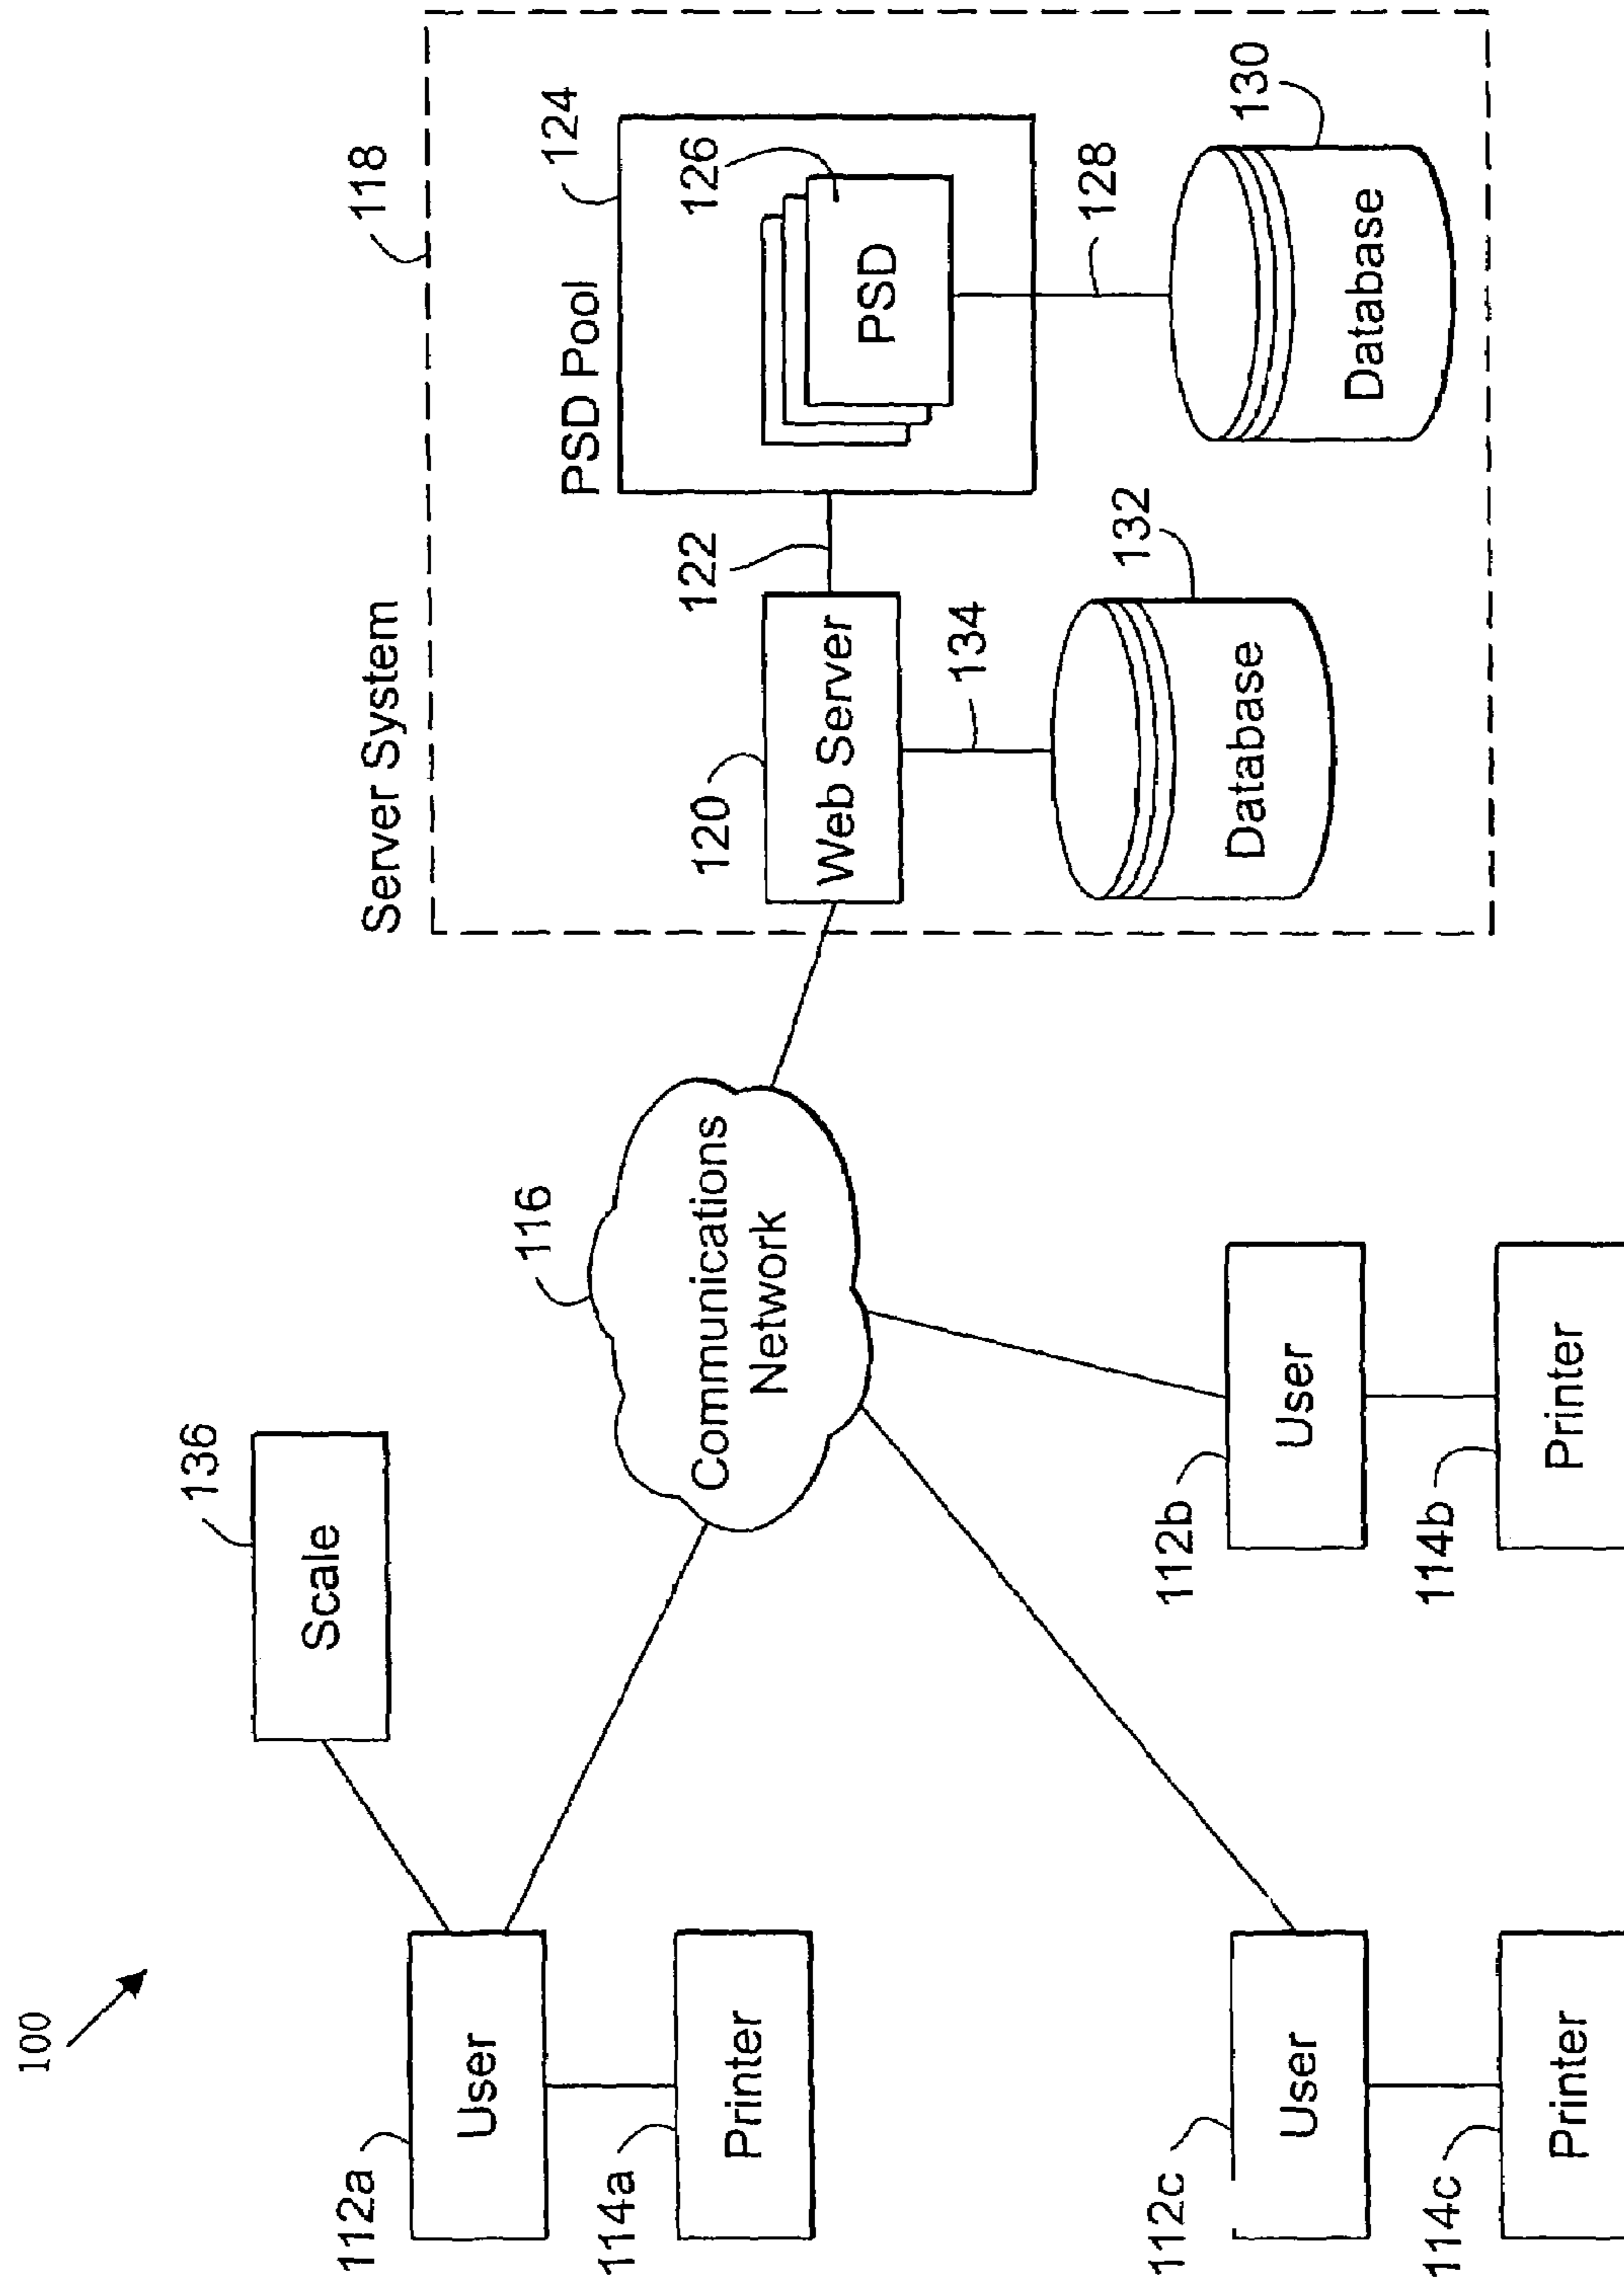 100
Server System
118
PSD Pool
124
136
Scale
116
126
PSD
122
120
Web Server
112a
User
Communications
Network
134
128
114a
Printer
132
130
Database
Database
112c
User
112b
User
114c
Printer
114b
Printer